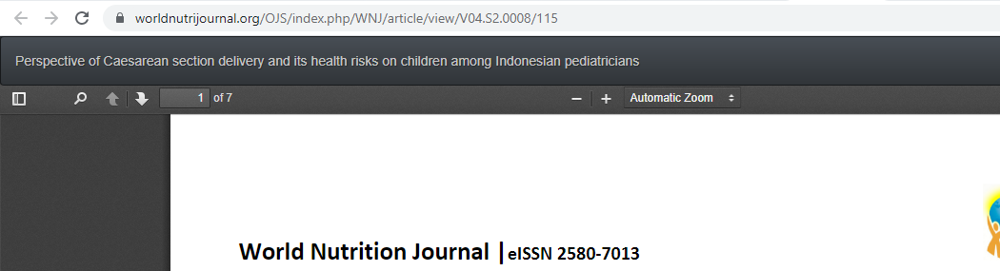 worldnutrijournal.org/OJS/index.php/WNJ/article/view/V04.S2.0008/115
Perspective of Caesarean section delivery and its health risks on children among Indonesian pediatricians
1 of 7 Automatic Zoom
World Nutrition Journal |eISSN 2580-7013